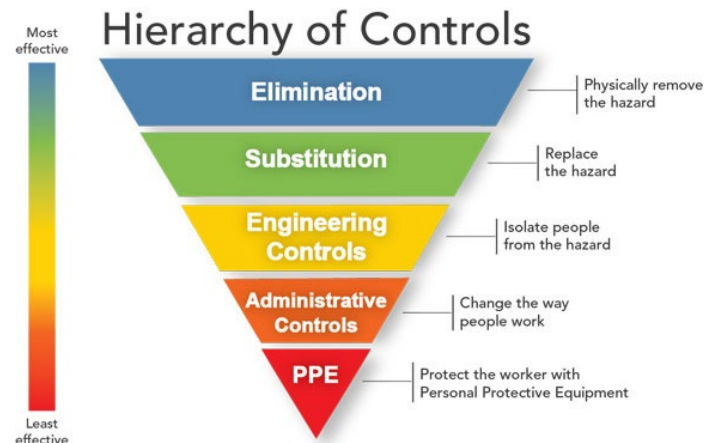 Hierarchy of Controls
Most
effective
Elimination
Physically remove
the hazard
Substitution
Replace
the hazard
Engineering
Controls
Isolate people
from the hazard
Administrative
Controls
Change the way
people work
PPE
Protect the worker with
Personal Protective Equipment
Least
effective